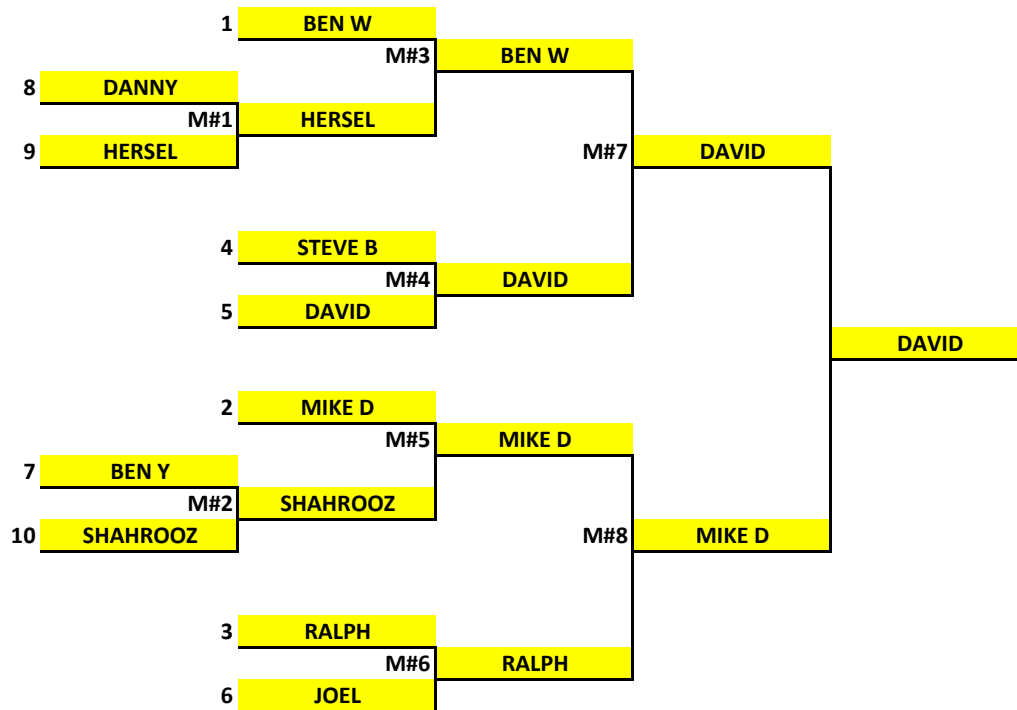 1 BEN W
M#3 BEN W
8 DANNY
M#1 HERSEL
9 HERSEL
M#7 DAVID
4 STEVE B
M#4 DAVID
5 DAVID
DAVID
2 MIKE D
M#5 MIKE D
7 BEN Y
M#2 SHAHROOZ
10 SHAHROOZ
M#8 MIKE D
3 RALPH
M#6 RALPH
6 JOEL